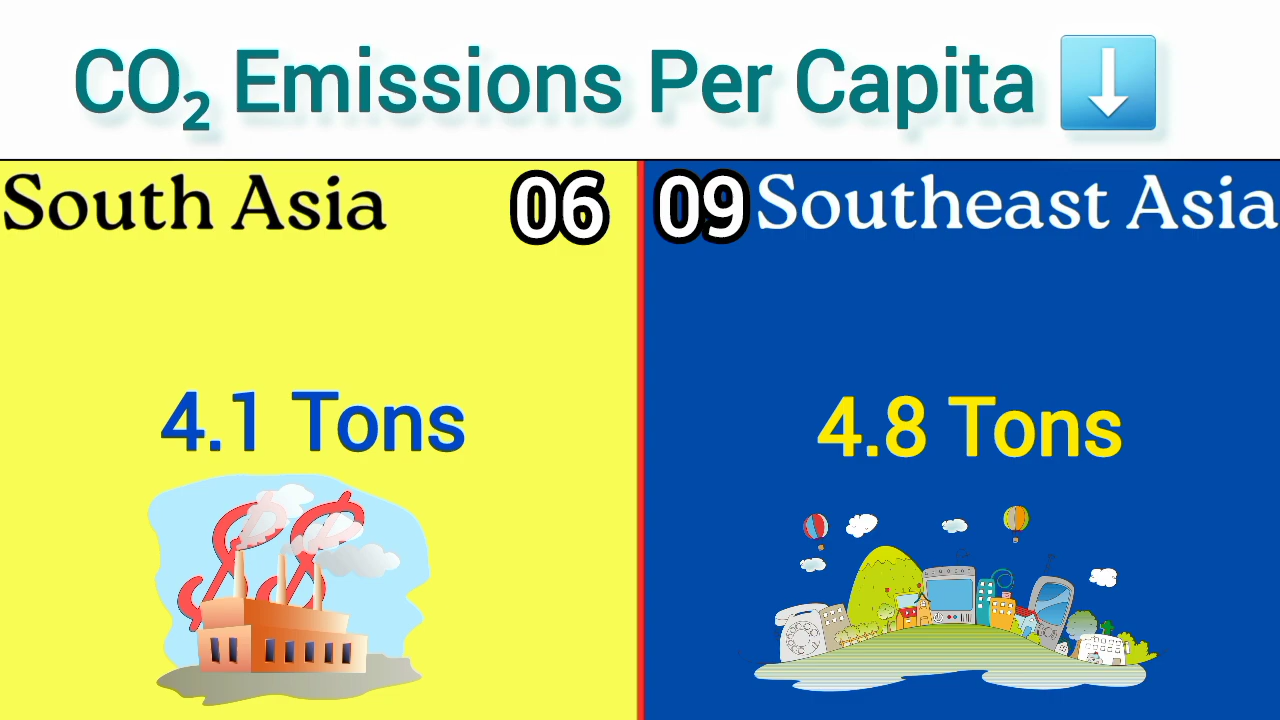 CO₂ Emissions Per Capita ⬇️
South Asia 06 09 Southeast Asia
4.1 Tons 4.8 Tons